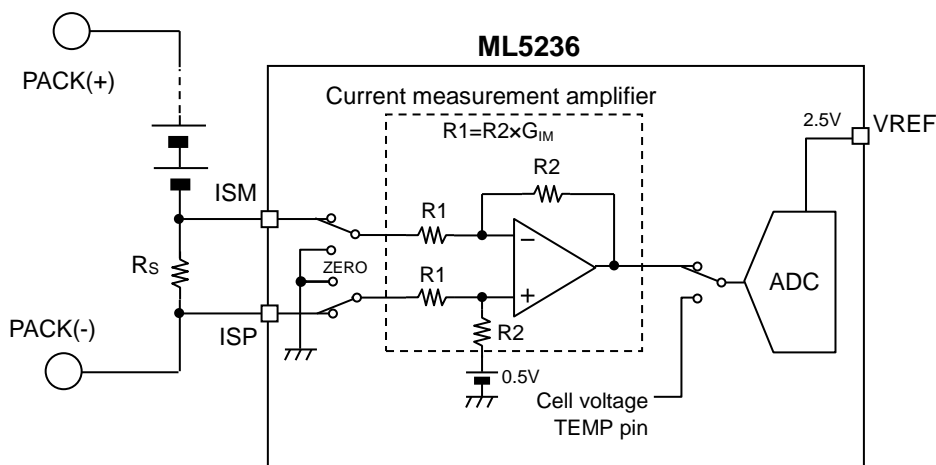 ML5236
PACK(+)
Current measurement amplifier
R1=R2×GIM
2.5V
VREF
R2
ISM
R1
−
RS
ZERO
R1
+
ADC
PACK(-)
ISP
R2
0.5V
Cell voltage
TEMP pin